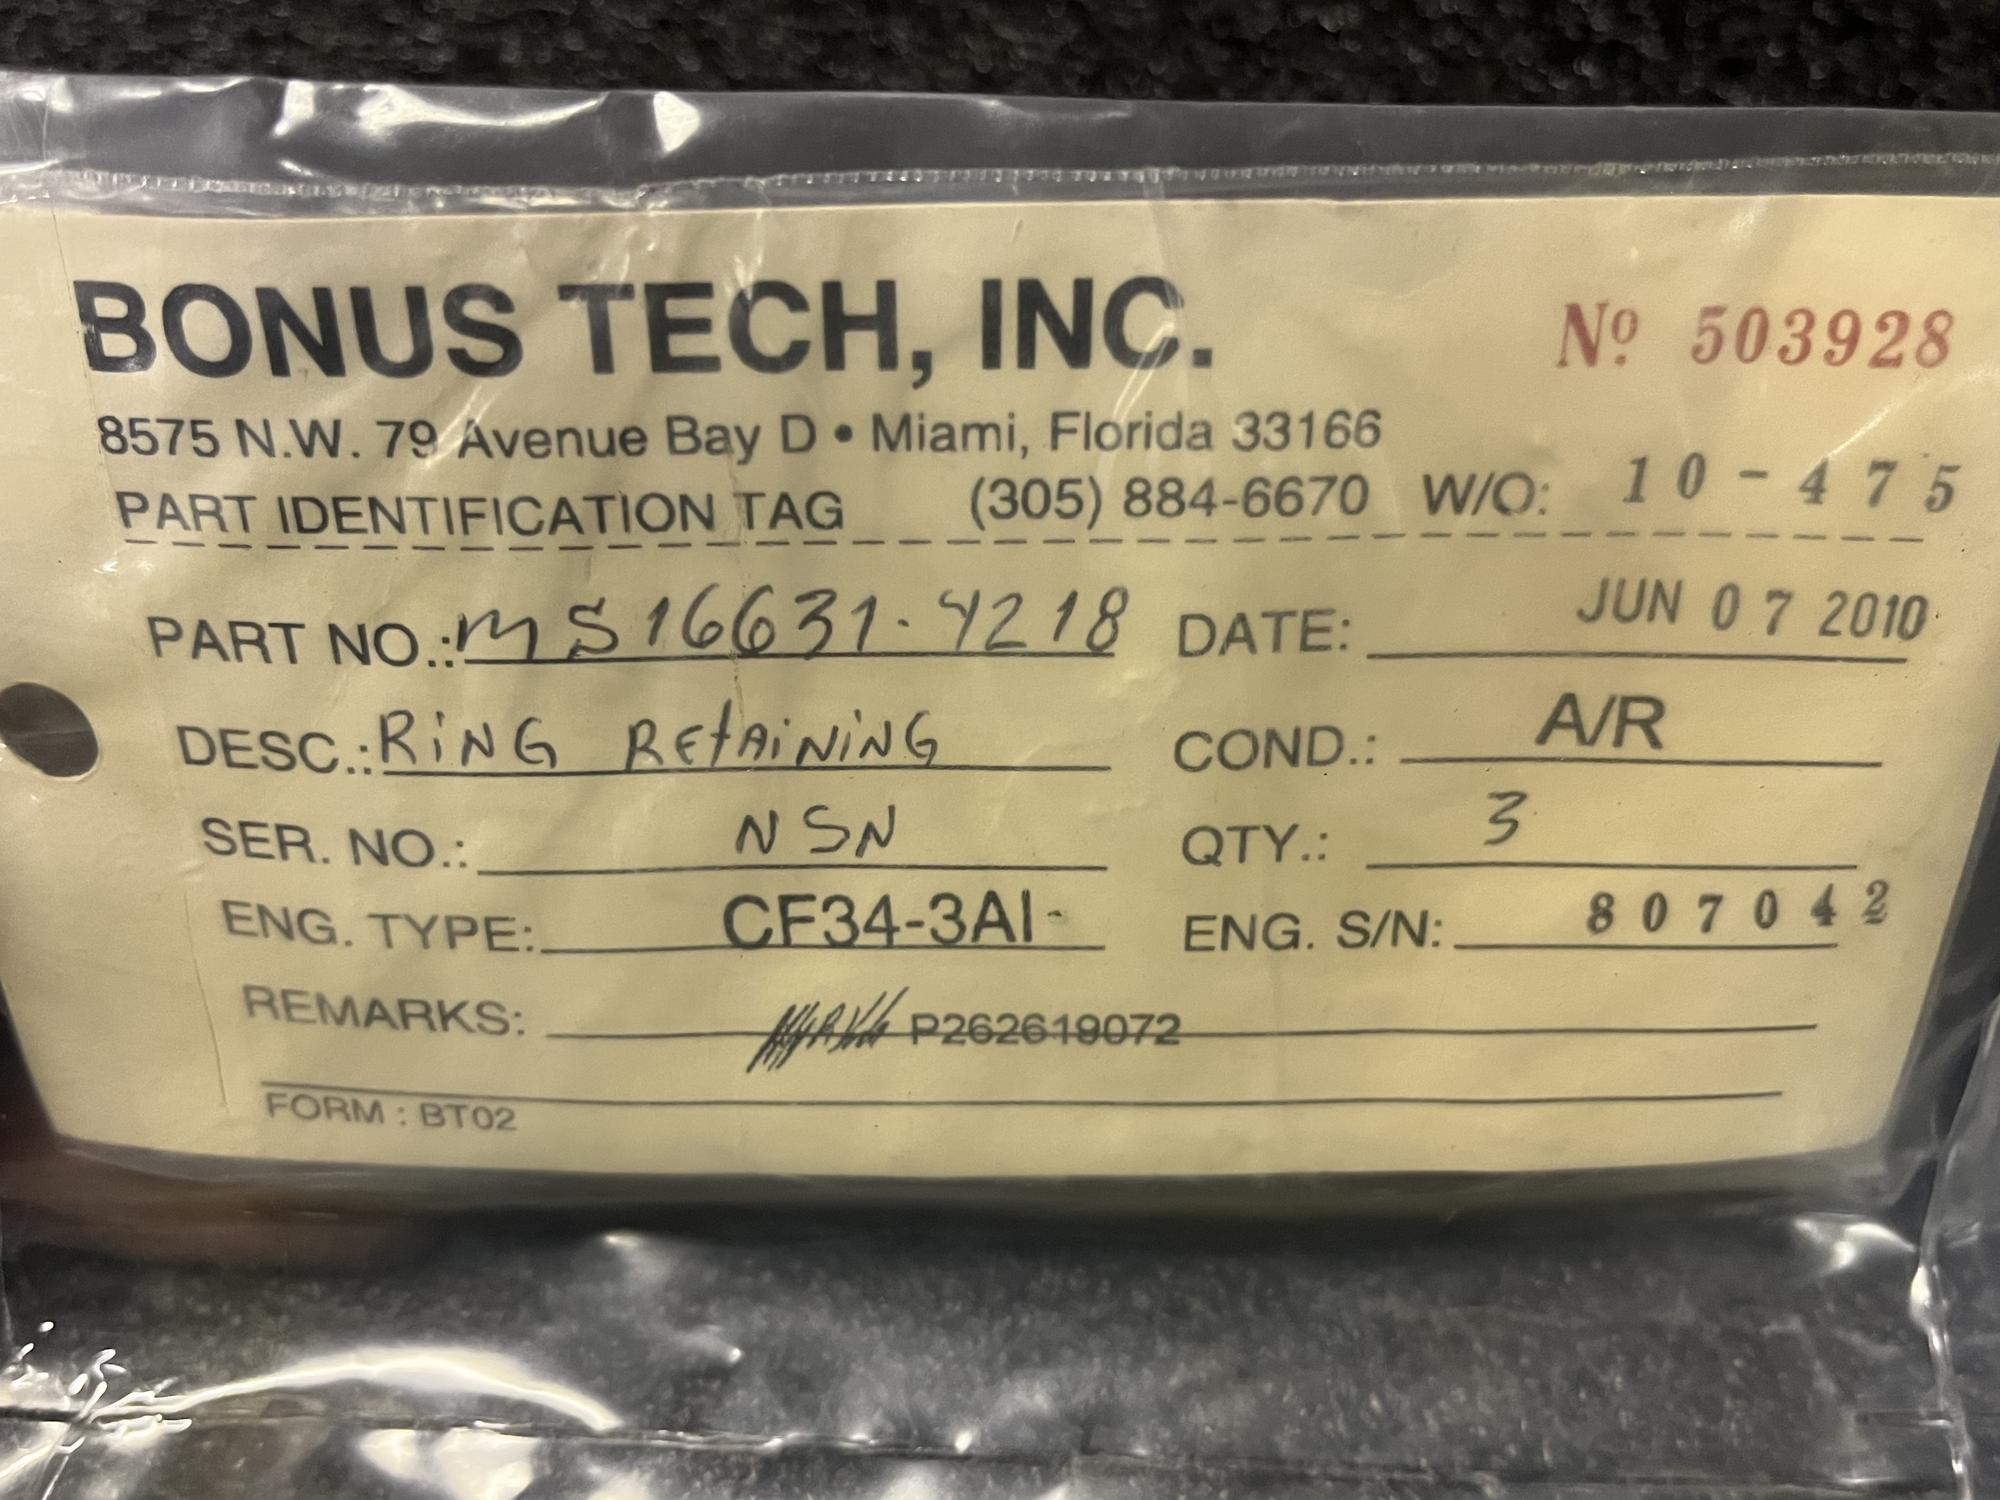 BONUS TECH, INC. Nº 503928
8575 N.W. 79 Avenue Bay D • Miami, Florida 33166
PART IDENTIFICATION TAG (305) 884-6670 W/O: 10-475
PART NO.: MS16631-4218 DATE: JUN 07 2010
DESC.: RiNG REtAiNiNG COND.: A/R
SER. NO.: NSN QTY.: 3
ENG. TYPE: CF34-3AI- ENG. S/N: 807042
REMARKS: P262619072
FORM : BT02